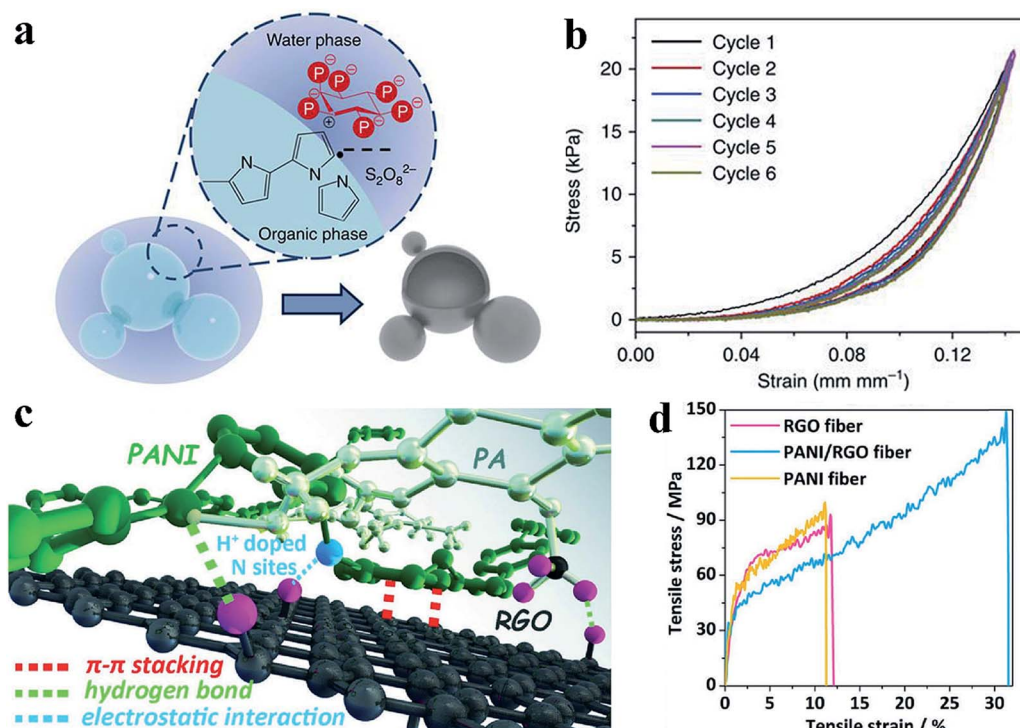 a
Water phase
P
P
P
P
P
P
S₂O₈²⁻
N
N
N
Organic phase
b
Cycle 1
Cycle 2
Cycle 3
Cycle 4
Cycle 5
Cycle 6
Stress (kPa)
20
15
10
5
0
0.00 0.04 0.08 0.12
Strain (mm mm⁻¹)
c
PANI
PA
H⁺ doped
N sites
RGO
π-π stacking
hydrogen bond
electrostatic interaction
d
RGO fiber
PANI/RGO fiber
PANI fiber
Tensile stress / MPa
150
120
90
60
30
0
0 5 10 15 20 25 30
Tensile strain / %